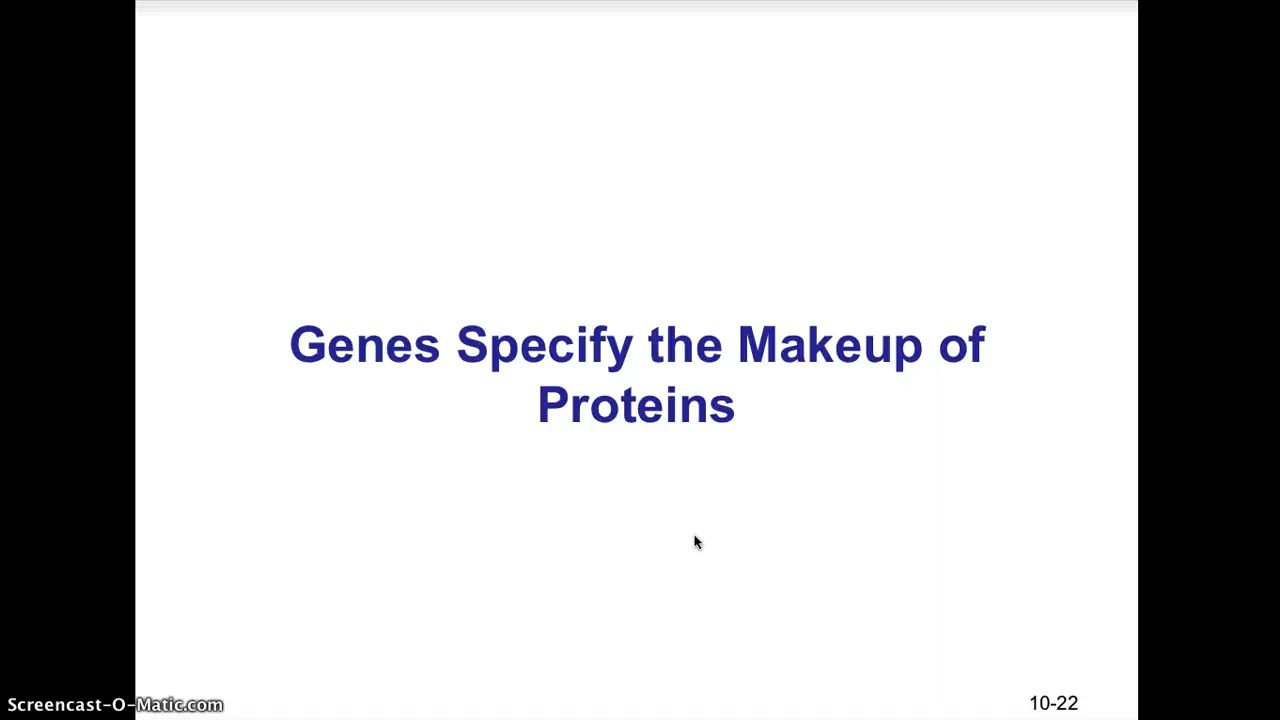 Genes Specify the Makeup of
Proteins
10-22
Screencast-O-Matic.com